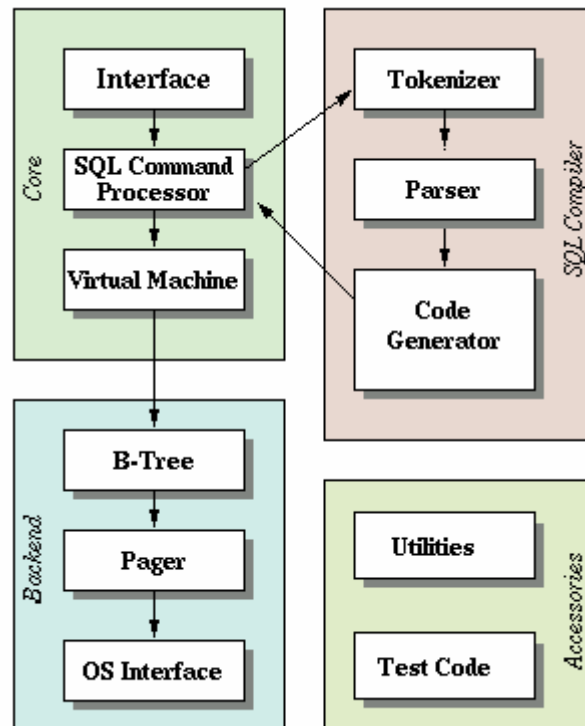 Core
Interface
SQL Command
Processor
Virtual Machine
SQL Compiler
Tokenizer
Parser
Code
Generator
Backend
B-Tree
Pager
OS Interface
Accessories
Utilities
Test Code